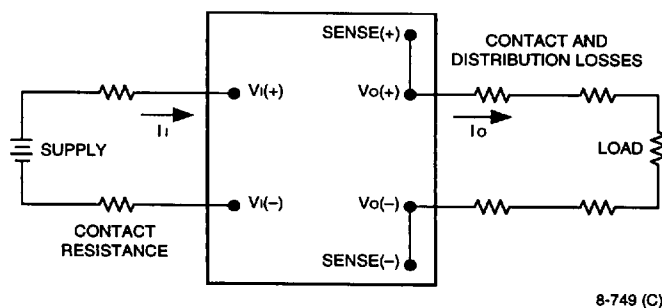 SENSE(+)
CONTACT AND
DISTRIBUTION LOSSES
VI(+)
VO(+)
II
IO
SUPPLY
LOAD
VI(–)
VO(–)
CONTACT
RESISTANCE
SENSE(–)
8-749 (C)